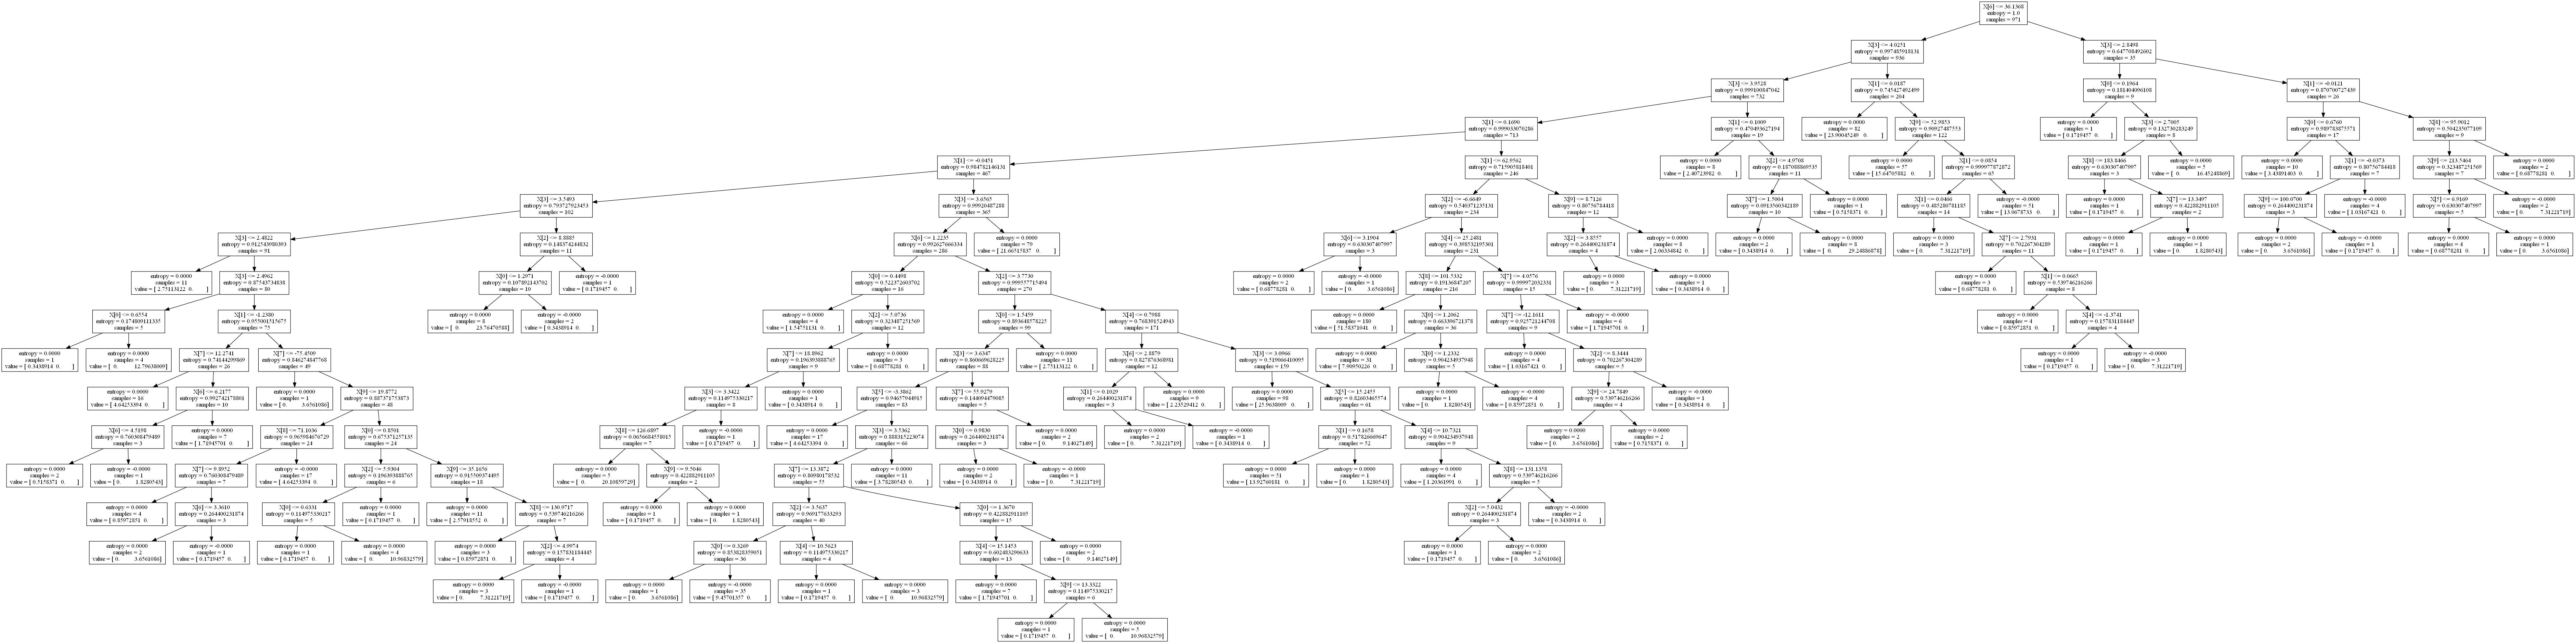 X[6] <= 36.1368
entropy = 1.0
samples = 971
X[3] <= 4.0251
entropy = 0.997485918131
samples = 936
X[3] <= 2.8498
entropy = 0.647708492602
samples = 35
X[3] <= 3.9528
entropy = 0.999100847042
samples = 732
X[1] <= 0.0187
entropy = 0.745427492499
samples = 204
X[0] <= 0.1964
entropy = 0.181404096108
samples = 9
X[1] <= -0.0121
entropy = 0.870700727439
samples = 26
X[1] <= 0.1690
entropy = 0.999033070286
samples = 713
X[1] <= 0.1009
entropy = 0.470493627194
samples = 19
entropy = 0.0000
samples = 82
value = [ 23.90045249 0. ]
X[9] <= 52.9853
entropy = 0.90927487553
samples = 122
entropy = 0.0000
samples = 1
value = [ 0.1719457 0. ]
X[3] <= 2.7005
entropy = 0.132730283249
samples = 8
X[0] <= 0.6760
entropy = 0.989783875571
samples = 17
X[8] <= 95.9012
entropy = 0.504235077109
samples = 9
X[1] <= -0.0451
entropy = 0.984782146131
samples = 467
X[1] <= 62.9562
entropy = 0.715905818401
samples = 246
entropy = 0.0000
samples = 8
value = [ 2.40723982 0. ]
X[2] <= 4.9708
entropy = 0.187088869535
samples = 11
entropy = 0.0000
samples = 57
value = [ 15.64705882 0. ]
X[1] <= 0.0854
entropy = 0.999977872872
samples = 65
X[8] <= 183.8466
entropy = 0.630307407997
samples = 3
entropy = 0.0000
samples = 5
value = [ 0. 16.45248869]
entropy = 0.0000
samples = 10
value = [ 3.43891403 0. ]
X[1] <= -0.0373
entropy = 0.80756784418
samples = 7
X[9] <= 213.5464
entropy = 0.323487251569
samples = 7
entropy = 0.0000
samples = 2
value = [ 0.68778281 0. ]
X[3] <= 3.5493
entropy = 0.793727923453
samples = 102
X[3] <= 3.6565
entropy = 0.99920487288
samples = 365
X[2] <= -6.6649
entropy = 0.540371235131
samples = 234
X[9] <= 8.7126
entropy = 0.80756784418
samples = 12
X[7] <= 1.5004
entropy = 0.0913560342189
samples = 10
entropy = 0.0000
samples = 1
value = [ 0.5158371 0. ]
X[1] <= 0.0466
entropy = 0.485280781185
samples = 14
entropy = -0.0000
samples = 51
value = [ 13.0678733 0. ]
entropy = 0.0000
samples = 1
value = [ 0.1719457 0. ]
X[7] <= 13.3497
entropy = 0.422882911105
samples = 2
X[9] <= 100.0700
entropy = 0.264400231874
samples = 3
entropy = -0.0000
samples = 4
value = [ 1.03167421 0. ]
X[5] <= 6.9169
entropy = 0.630307407997
samples = 5
entropy = -0.0000
samples = 2
value = [ 0. 7.31221719]
X[3] <= 2.4822
entropy = 0.912543980393
samples = 91
X[2] <= 8.8885
entropy = 0.148374244832
samples = 11
X[6] <= 1.2235
entropy = 0.992627666334
samples = 286
entropy = 0.0000
samples = 79
value = [ 21.66515837 0. ]
X[6] <= 3.1904
entropy = 0.630307407997
samples = 3
X[4] <= 25.2481
entropy = 0.398532195301
samples = 231
X[2] <= 3.8557
entropy = 0.264400231874
samples = 4
entropy = 0.0000
samples = 8
value = [ 2.06334842 0. ]
entropy = 0.0000
samples = 2
value = [ 0.3438914 0. ]
entropy = 0.0000
samples = 8
value = [ 0. 29.24886878]
entropy = 0.0000
samples = 3
value = [ 0. 7.31221719]
X[7] <= 2.7931
entropy = 0.702267304289
samples = 11
entropy = 0.0000
samples = 1
value = [ 0.1719457 0. ]
entropy = 0.0000
samples = 1
value = [ 0. 1.8280543]
entropy = 0.0000
samples = 2
value = [ 0. 3.6561086]
entropy = -0.0000
samples = 1
value = [ 0.1719457 0. ]
entropy = 0.0000
samples = 4
value = [ 0.68778281 0. ]
entropy = 0.0000
samples = 1
value = [ 0. 3.6561086]
entropy = 0.0000
samples = 11
value = [ 2.75113122 0. ]
X[3] <= 2.4962
entropy = 0.87543734838
samples = 80
X[0] <= 1.2971
entropy = 0.107892143702
samples = 10
entropy = -0.0000
samples = 1
value = [ 0.1719457 0. ]
X[0] <= 0.4498
entropy = 0.522372603702
samples = 16
X[2] <= 3.7730
entropy = 0.999557715494
samples = 270
entropy = 0.0000
samples = 2
value = [ 0.68778281 0. ]
entropy = -0.0000
samples = 1
value = [ 0. 3.6561086]
X[8] <= 101.5332
entropy = 0.19136847207
samples = 216
X[7] <= 4.0576
entropy = 0.999972032331
samples = 15
entropy = 0.0000
samples = 3
value = [ 0. 7.31221719]
entropy = 0.0000
samples = 1
value = [ 0.3438914 0. ]
entropy = 0.0000
samples = 3
value = [ 0.68778281 0. ]
X[1] <= 0.0665
entropy = 0.539746216266
samples = 8
X[0] <= 0.6554
entropy = 0.174809111335
samples = 5
X[1] <= -1.2380
entropy = 0.955001515675
samples = 75
entropy = 0.0000
samples = 8
value = [ 0. 23.76470588]
entropy = -0.0000
samples = 2
value = [ 0.3438914 0. ]
entropy = 0.0000
samples = 4
value = [ 1.54751131 0. ]
X[2] <= 5.0736
entropy = 0.323487251569
samples = 12
X[0] <= 1.5459
entropy = 0.893648578225
samples = 99
X[4] <= 0.7988
entropy = 0.768391524943
samples = 171
entropy = 0.0000
samples = 180
value = [ 51.58371041 0. ]
X[0] <= 1.2062
entropy = 0.663396721378
samples = 36
X[7] <= -12.1611
entropy = 0.925721244708
samples = 9
entropy = -0.0000
samples = 6
value = [ 1.71945701 0. ]
entropy = 0.0000
samples = 4
value = [ 0.85972851 0. ]
X[4] <= -1.3741
entropy = 0.157831184445
samples = 4
entropy = 0.0000
samples = 1
value = [ 0.3438914 0. ]
entropy = 0.0000
samples = 4
value = [ 0. 12.79638009]
X[7] <= 12.2741
entropy = 0.74144299869
samples = 26
X[7] <= -75.4509
entropy = 0.846274847768
samples = 49
X[7] <= 18.8962
entropy = 0.196393888765
samples = 9
entropy = 0.0000
samples = 3
value = [ 0.68778281 0. ]
X[3] <= 3.6347
entropy = 0.860669628225
samples = 88
entropy = 0.0000
samples = 11
value = [ 2.75113122 0. ]
X[6] <= 2.8879
entropy = 0.827876368981
samples = 12
X[3] <= 3.0966
entropy = 0.519066410095
samples = 159
entropy = 0.0000
samples = 31
value = [ 7.90950226 0. ]
X[0] <= 1.2332
entropy = 0.904234937948
samples = 5
entropy = 0.0000
samples = 4
value = [ 1.03167421 0. ]
X[2] <= 8.3444
entropy = 0.702267304289
samples = 5
entropy = 0.0000
samples = 1
value = [ 0.1719457 0. ]
entropy = -0.0000
samples = 3
value = [ 0. 7.31221719]
entropy = 0.0000
samples = 16
value = [ 4.64253394 0. ]
X[6] <= 6.2177
entropy = 0.992742178801
samples = 10
entropy = 0.0000
samples = 1
value = [ 0. 3.6561086]
X[9] <= 19.8772
entropy = 0.887371753873
samples = 48
X[3] <= 3.3422
entropy = 0.114975330217
samples = 8
entropy = 0.0000
samples = 1
value = [ 0.3438914 0. ]
X[5] <= -3.3862
entropy = 0.94657944915
samples = 83
X[7] <= 55.9279
entropy = 0.144094479085
samples = 5
X[1] <= 0.1029
entropy = 0.264400231874
samples = 3
entropy = 0.0000
samples = 9
value = [ 2.23529412 0. ]
entropy = 0.0000
samples = 98
value = [ 25.9638009 0. ]
X[5] <= 15.2455
entropy = 0.82603465574
samples = 61
entropy = 0.0000
samples = 1
value = [ 0. 1.8280543]
entropy = -0.0000
samples = 4
value = [ 0.85972851 0. ]
X[9] <= 24.7849
entropy = 0.539746216266
samples = 4
entropy = -0.0000
samples = 1
value = [ 0.3438914 0. ]
X[6] <= 4.5198
entropy = 0.760308479489
samples = 3
entropy = 0.0000
samples = 7
value = [ 1.71945701 0. ]
X[8] <= 71.1036
entropy = 0.965984676729
samples = 24
X[0] <= 0.8501
entropy = 0.675371257135
samples = 24
X[8] <= 126.6897
entropy = 0.0656684558015
samples = 7
entropy = -0.0000
samples = 1
value = [ 0.1719457 0. ]
entropy = 0.0000
samples = 17
value = [ 4.64253394 0. ]
X[3] <= 3.5362
entropy = 0.888315223074
samples = 66
X[0] <= 0.9830
entropy = 0.264400231874
samples = 3
entropy = 0.0000
samples = 2
value = [ 0. 9.14027149]
entropy = 0.0000
samples = 2
value = [ 0. 7.31221719]
entropy = -0.0000
samples = 1
value = [ 0.3438914 0. ]
X[1] <= 0.1658
entropy = 0.517826669647
samples = 52
X[4] <= 10.7321
entropy = 0.904234937948
samples = 9
entropy = 0.0000
samples = 2
value = [ 0. 3.6561086]
entropy = 0.0000
samples = 2
value = [ 0.5158371 0. ]
entropy = 0.0000
samples = 2
value = [ 0.5158371 0. ]
entropy = -0.0000
samples = 1
value = [ 0. 1.8280543]
X[7] <= 9.8952
entropy = 0.760308479489
samples = 7
entropy = -0.0000
samples = 17
value = [ 4.64253394 0. ]
X[2] <= 5.9304
entropy = 0.196393888765
samples = 6
X[9] <= 35.1656
entropy = 0.915509374495
samples = 18
entropy = 0.0000
samples = 5
value = [ 0. 20.10859729]
X[9] <= 9.5046
entropy = 0.422882911105
samples = 2
X[7] <= 13.3872
entropy = 0.80980178532
samples = 55
entropy = 0.0000
samples = 11
value = [ 3.78280543 0. ]
entropy = 0.0000
samples = 2
value = [ 0.3438914 0. ]
entropy = -0.0000
samples = 1
value = [ 0. 7.31221719]
entropy = 0.0000
samples = 51
value = [ 13.92760181 0. ]
entropy = 0.0000
samples = 1
value = [ 0. 1.8280543]
entropy = 0.0000
samples = 4
value = [ 1.20361991 0. ]
X[8] <= 131.1358
entropy = 0.539746216266
samples = 5
entropy = 0.0000
samples = 4
value = [ 0.85972851 0. ]
X[6] <= 3.3610
entropy = 0.264400231874
samples = 3
X[0] <= 0.6331
entropy = 0.114975330217
samples = 5
entropy = 0.0000
samples = 1
value = [ 0.1719457 0. ]
entropy = 0.0000
samples = 11
value = [ 2.57918552 0. ]
X[8] <= 130.9717
entropy = 0.539746216266
samples = 7
entropy = 0.0000
samples = 1
value = [ 0.1719457 0. ]
entropy = 0.0000
samples = 1
value = [ 0. 1.8280543]
X[2] <= 3.5637
entropy = 0.969177633293
samples = 40
X[0] <= 1.3670
entropy = 0.422882911105
samples = 15
X[2] <= 5.0432
entropy = 0.264400231874
samples = 3
entropy = -0.0000
samples = 2
value = [ 0.3438914 0. ]
entropy = 0.0000
samples = 2
value = [ 0. 3.6561086]
entropy = -0.0000
samples = 1
value = [ 0.1719457 0. ]
entropy = 0.0000
samples = 1
value = [ 0.1719457 0. ]
entropy = 0.0000
samples = 4
value = [ 0. 10.96832579]
entropy = 0.0000
samples = 3
value = [ 0.85972851 0. ]
X[2] <= 4.9974
entropy = 0.157831184445
samples = 4
X[0] <= 0.3269
entropy = 0.853828359051
samples = 36
X[4] <= 10.5623
entropy = 0.114975330217
samples = 4
X[4] <= 15.1453
entropy = 0.602483290633
samples = 13
entropy = 0.0000
samples = 2
value = [ 0. 9.14027149]
entropy = 0.0000
samples = 1
value = [ 0.1719457 0. ]
entropy = 0.0000
samples = 2
value = [ 0. 3.6561086]
entropy = 0.0000
samples = 3
value = [ 0. 7.31221719]
entropy = -0.0000
samples = 1
value = [ 0.1719457 0. ]
entropy = 0.0000
samples = 1
value = [ 0. 3.6561086]
entropy = -0.0000
samples = 35
value = [ 9.45701357 0. ]
entropy = 0.0000
samples = 1
value = [ 0.1719457 0. ]
entropy = 0.0000
samples = 3
value = [ 0. 10.96832579]
entropy = 0.0000
samples = 7
value = [ 1.71945701 0. ]
X[9] <= 13.3322
entropy = 0.114975330217
samples = 6
entropy = 0.0000
samples = 1
value = [ 0.1719457 0. ]
entropy = 0.0000
samples = 5
value = [ 0. 10.96832579]